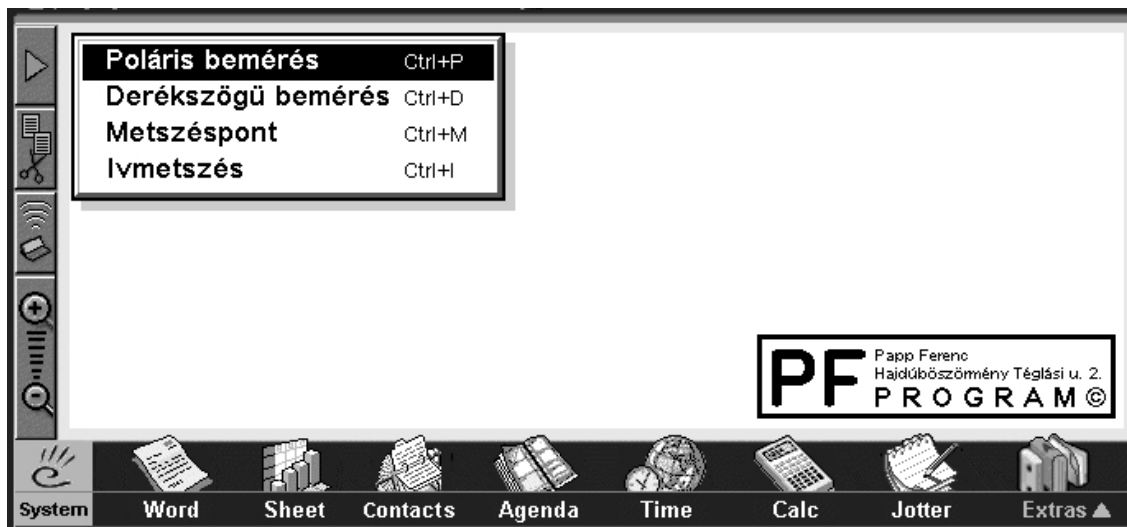 Poláris bemérés Ctrl+P
Derékszögü bemérés Ctrl+D
Metszéspont Ctrl+M
Ivmetszés Ctrl+I
PF
Papp Ferenc
Hajdúböszörmény Téglási u. 2.
PROGRAM©
System Word Sheet Contacts Agenda Time Calc Jotter Extras ▲